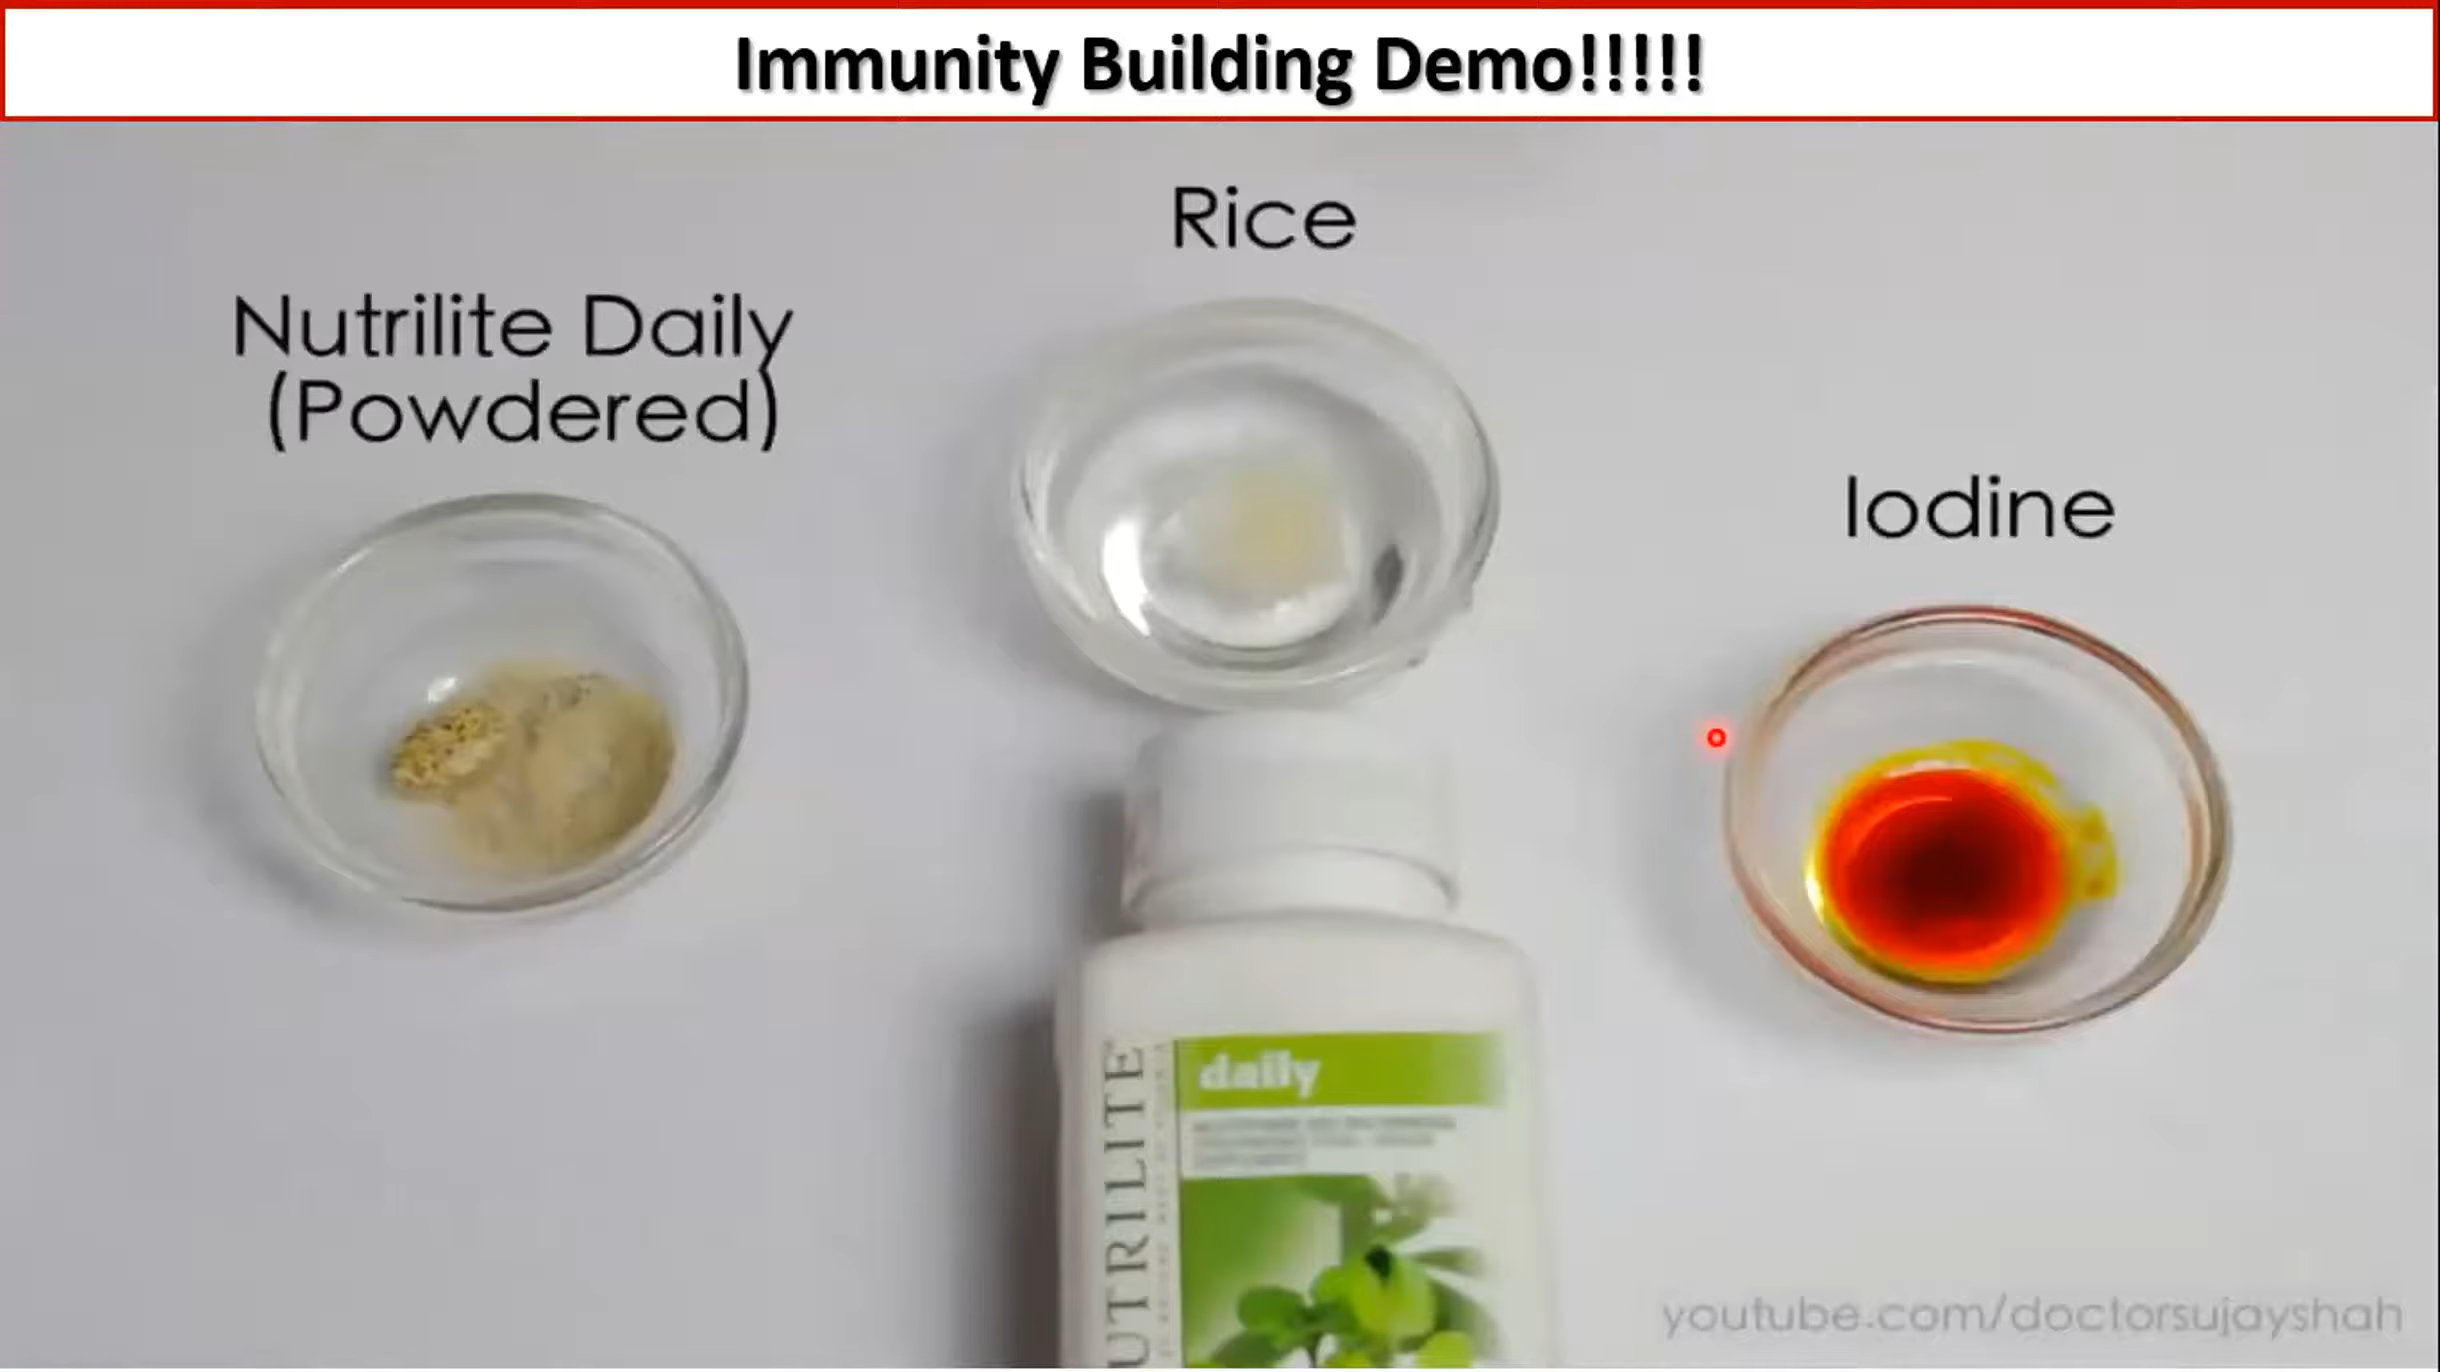 Immunity Building Demo!!!!!
Rice
Nutrilite Daily
(Powdered)
Iodine
daily
UTRILITE
youtube.com/doctorsujayshah